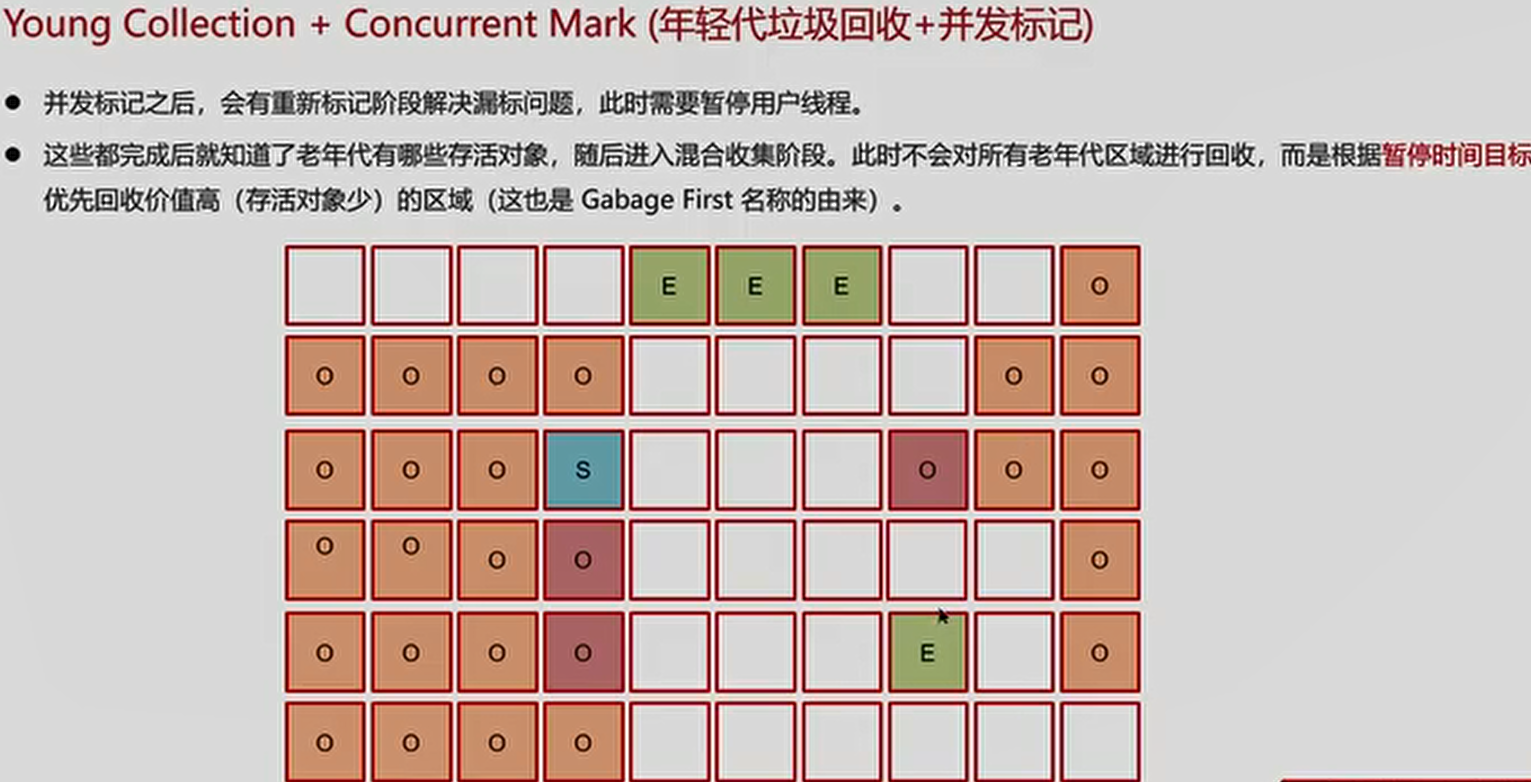 Young Collection + Concurrent Mark (年轻代垃圾回收+并发标记)
● 并发标记之后，会有重新标记阶段解决漏标问题，此时需要暂停用户线程。
● 这些都完成后就知道了老年代有哪些存活对象，随后进入混合收集阶段。此时不会对所有老年代区域进行回收，而是根据暂停时间目标
优先回收价值高（存活对象少）的区域（这也是 Gabage First 名称的由来）。
E E E O
O O O O O O
O O O S O O O
O O O O O
O O O O E O
O O O O